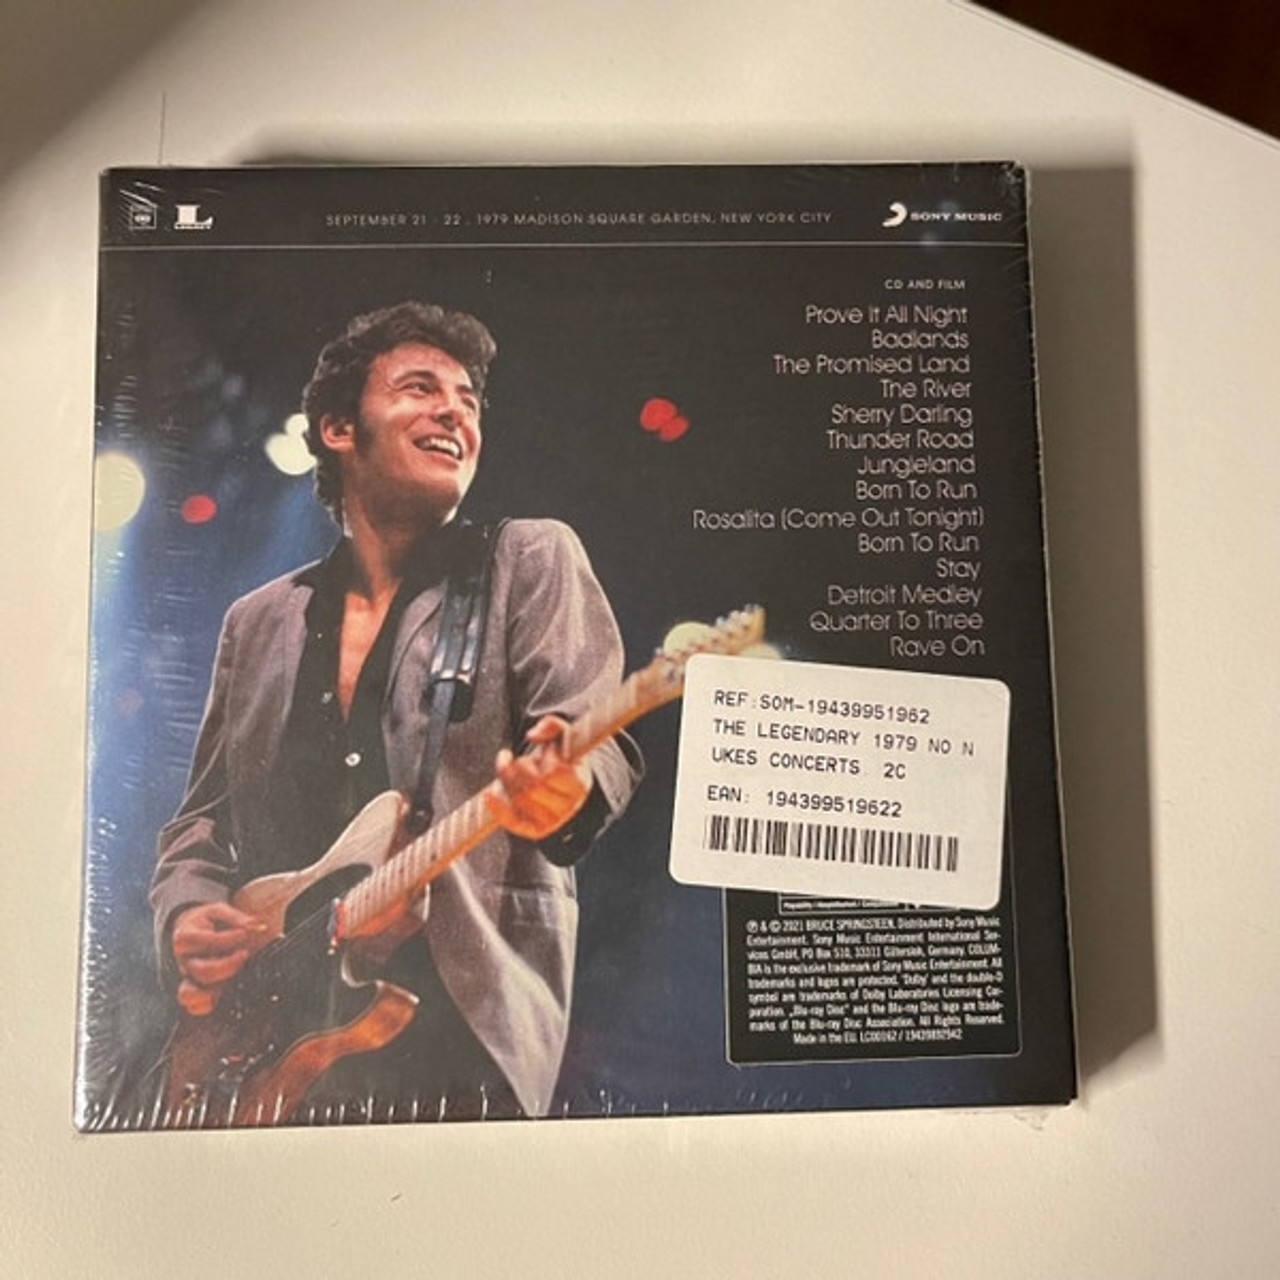 LEGACY
SEPTEMBER 21 - 22 . 1979 MADISON SQUARE GARDEN, NEW YORK CITY
SONY MUSIC
CD AND FILM
Prove It All Night
Badlands
The Promised Land
The River
Sherry Darling
Thunder Road
Jungleland
Born To Run
Rosalita (Come Out Tonight)
Born To Run
Stay
Detroit Medley
Quarter To Three
Rave On
REF:SOM-19439951962
THE LEGENDARY 1979 NO N
UKES CONCERTS 2C
EAN: 194399519622
℗ & © 2021 BRUCE SPRINGSTEEN. Distributed by Sony Music
Entertainment. Sony Music Entertainment International Ser-
vices GmbH, PO Box 510, 33311 Gütersloh, Germany. COLUM-
BIA is the exclusive trademark of Sony Music Entertainment. All
trademarks and logos are protected. 'Dolby' and the double-D
symbol are trademarks of Dolby Laboratories Licensing Cor-
poration. „Blu-ray Disc" and the Blu-ray Disc logo are trade-
marks of the Blu-ray Disc Association. All Rights Reserved.
Made in the EU. LC00162 / 19439892942